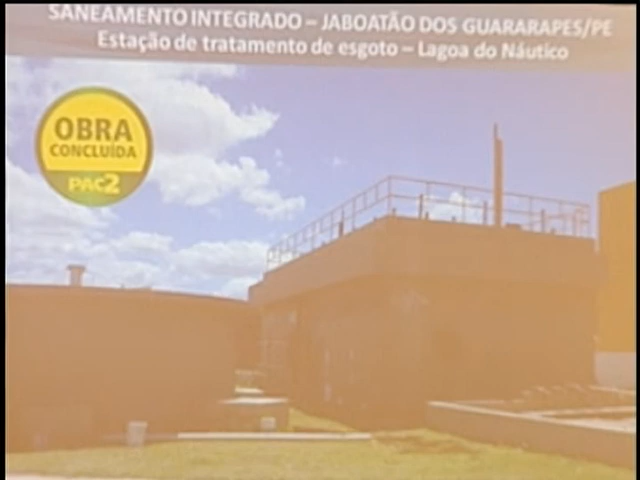 SANEAMENTO INTEGRADO – JABOATÃO DOS GUARARAPES/PE
Estação de tratamento de esgoto – Lagoa do Náutico
OBRA
CONCLUÍDA
PAC2